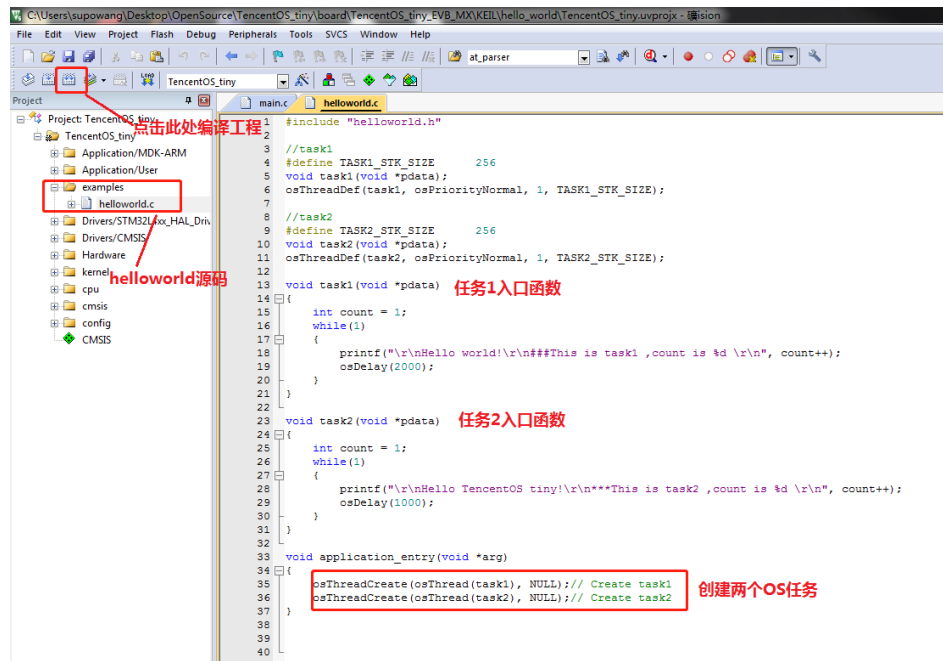 C:\Users\supowang\Desktop\OpenSource\TencentOS_tiny\board\TencentOS_tiny_EVB_MX\KEIL\hello_world\TencentOS_tiny.uvprojx - 礦ision
File Edit View Project Flash Debug Peripherals Tools SVCS Window Help
at_parser
LOAD TencentOS_tiny
Project
main.c helloworld.c
Project: TencentOS_tiny
点击此处编译工程
TencentOS_tiny
Application/MDK-ARM
Application/User
examples
helloworld.c
Drivers/STM32L4xx_HAL_Driv
Drivers/CMSIS
Hardware
kernel
helloworld源码
cpu
cmsis
config
CMSIS
1 #include "helloworld.h"
2
3 //task1
4 #define TASK1_STK_SIZE 256
5 void task1(void *pdata);
6 osThreadDef(task1, osPriorityNormal, 1, TASK1_STK_SIZE);
7
8 //task2
9 #define TASK2_STK_SIZE 256
10 void task2(void *pdata);
11 osThreadDef(task2, osPriorityNormal, 1, TASK2_STK_SIZE);
12
13 void task1(void *pdata) 任务1入口函数
14 {
15 int count = 1;
16 while(1)
17 {
18 printf("\r\nHello world!\r\n###This is task1 ,count is %d \r\n", count++);
19 osDelay(2000);
20 }
21 }
22
23 void task2(void *pdata) 任务2入口函数
24 {
25 int count = 1;
26 while(1)
27 {
28 printf("\r\nHello TencentOS tiny!\r\n***This is task2 ,count is %d \r\n", count++);
29 osDelay(1000);
30 }
31 }
32
33 void application_entry(void *arg)
34 {
35 osThreadCreate(osThread(task1), NULL);// Create task1
36 osThreadCreate(osThread(task2), NULL);// Create task2
创建两个OS任务
37 }
38
39
40